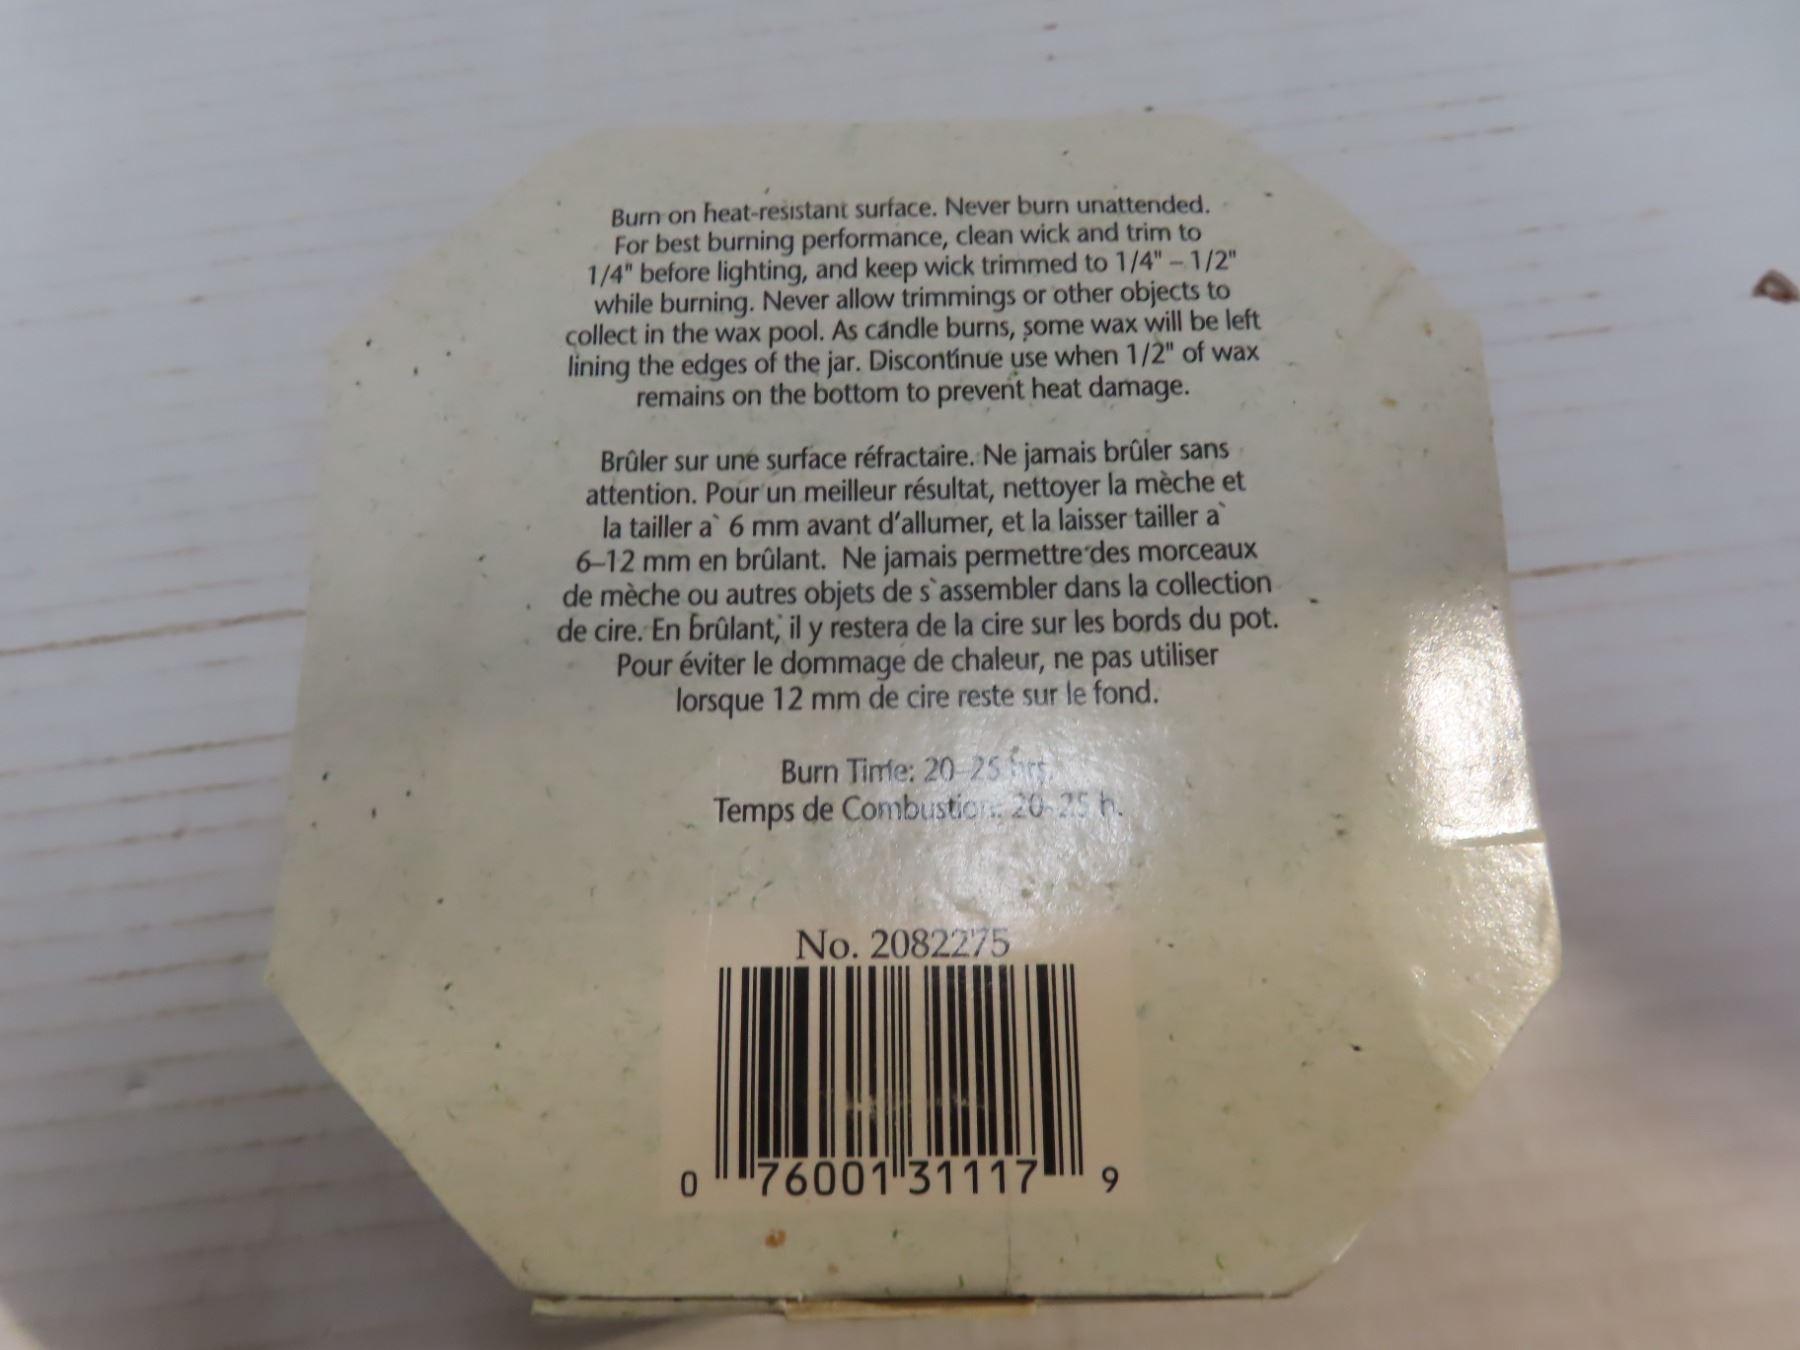 Burn on heat-resistant surface. Never burn unattended.
For best burning performance, clean wick and trim to
1/4" before lighting, and keep wick trimmed to 1/4" – 1/2"
while burning. Never allow trimmings or other objects to
collect in the wax pool. As candle burns, some wax will be left
lining the edges of the jar. Discontinue use when 1/2" of wax
remains on the bottom to prevent heat damage.
Brûler sur une surface réfractaire. Ne jamais brûler sans
attention. Pour un meilleur résultat, nettoyer la mèche et
la tailler a` 6 mm avant d'allumer, et la laisser tailler a`
6–12 mm en brûlant. Ne jamais permettre des morceaux
de mèche ou autres objets de s`assembler dans la collection
de cire. En brûlant, il y restera de la cire sur les bords du pot.
Pour éviter le dommage de chaleur, ne pas utiliser
lorsque 12 mm de cire reste sur le fond.
Burn Time: 20-25 hrs.
Temps de Combustion: 20-25 h.
No. 2082275
0 76001 31117 9